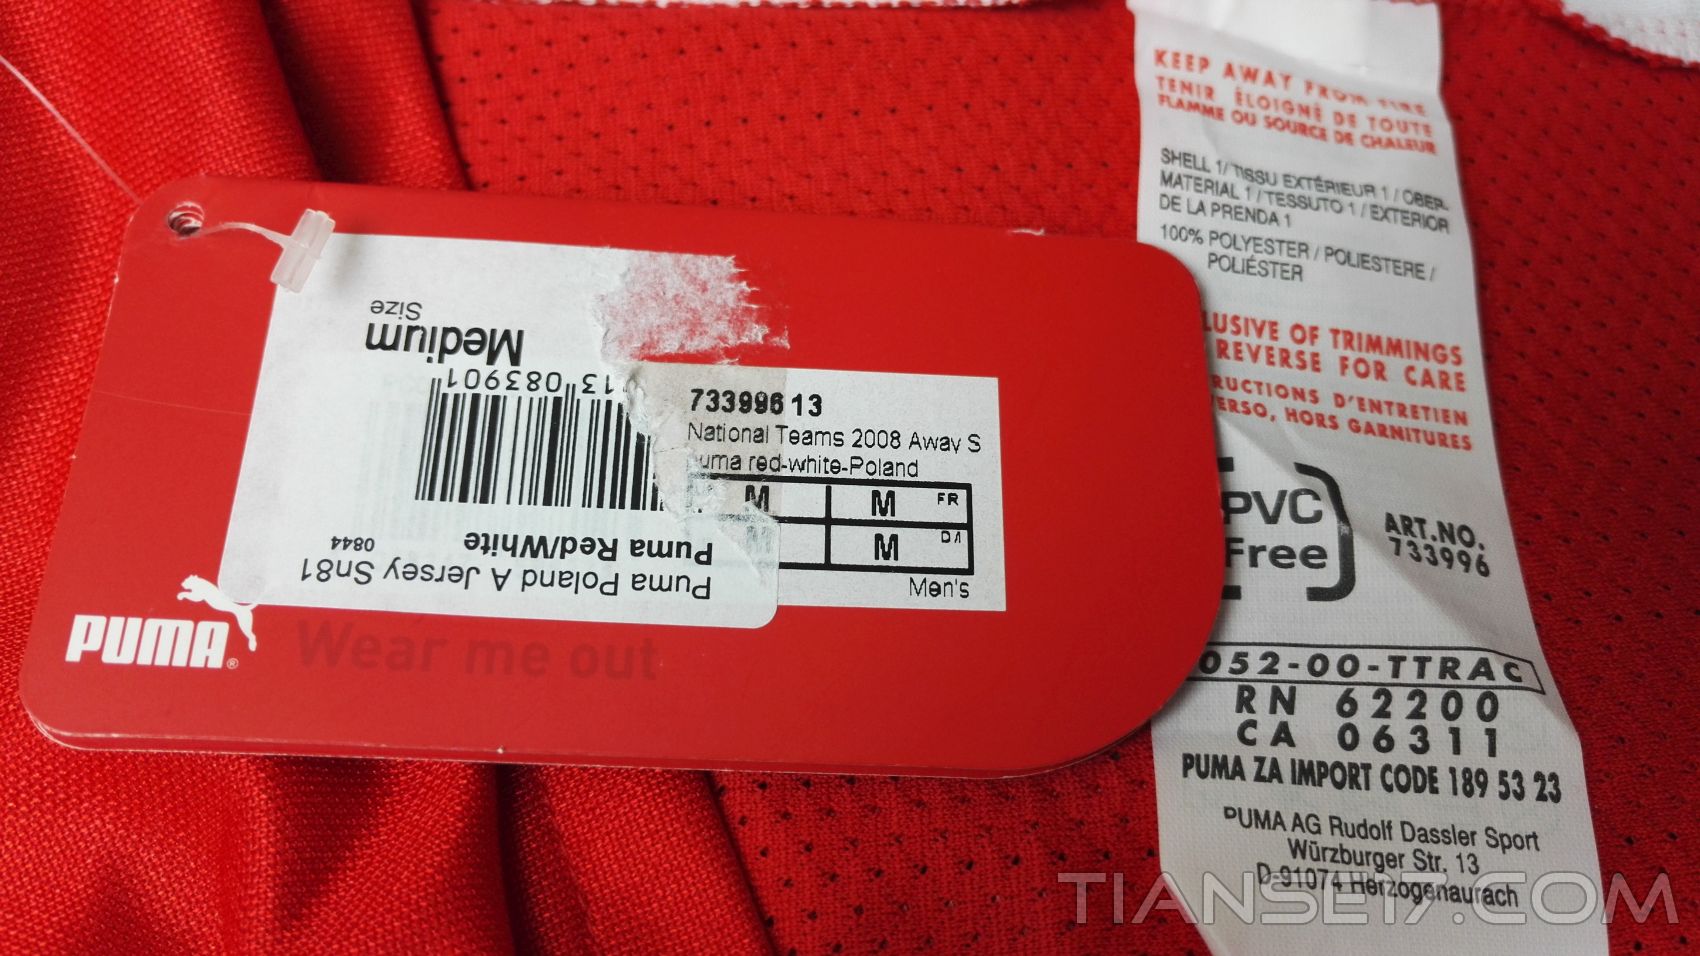 Puma Poland A Jersey Sn81
Puma Red/White 0844
13 083901
Medium
Size
733996 13
National Teams 2008 Away S
puma red-white-Poland
M M FR
M M D/I
Men's
PUMA®
Wear me out
KEEP AWAY FROM FIRE
TENIR ÉLOIGNÉ DE TOUTE
FLAMME OU SOURCE DE CHALEUR
SHELL 1/TISSU EXTÉRIEUR 1/OBER.
MATERIAL 1/TESSUTO 1/EXTERIOR
DE LA PRENDA 1
100% POLYESTER / POLIESTERE /
POLIÉSTER
LUSIVE OF TRIMMINGS
REVERSE FOR CARE
RUCTIONS D'ENTRETIEN
ERSO, HORS GARNITURES
PVC
Free
ART.NO.
733996
052-00-TTRAC
RN 62200
CA 06311
PUMA ZA IMPORT CODE 189 53 23
PUMA AG Rudolf Dassler Sport
Würzburger Str. 13
D-91074 Herzogenaurach
TIANSE17.COM